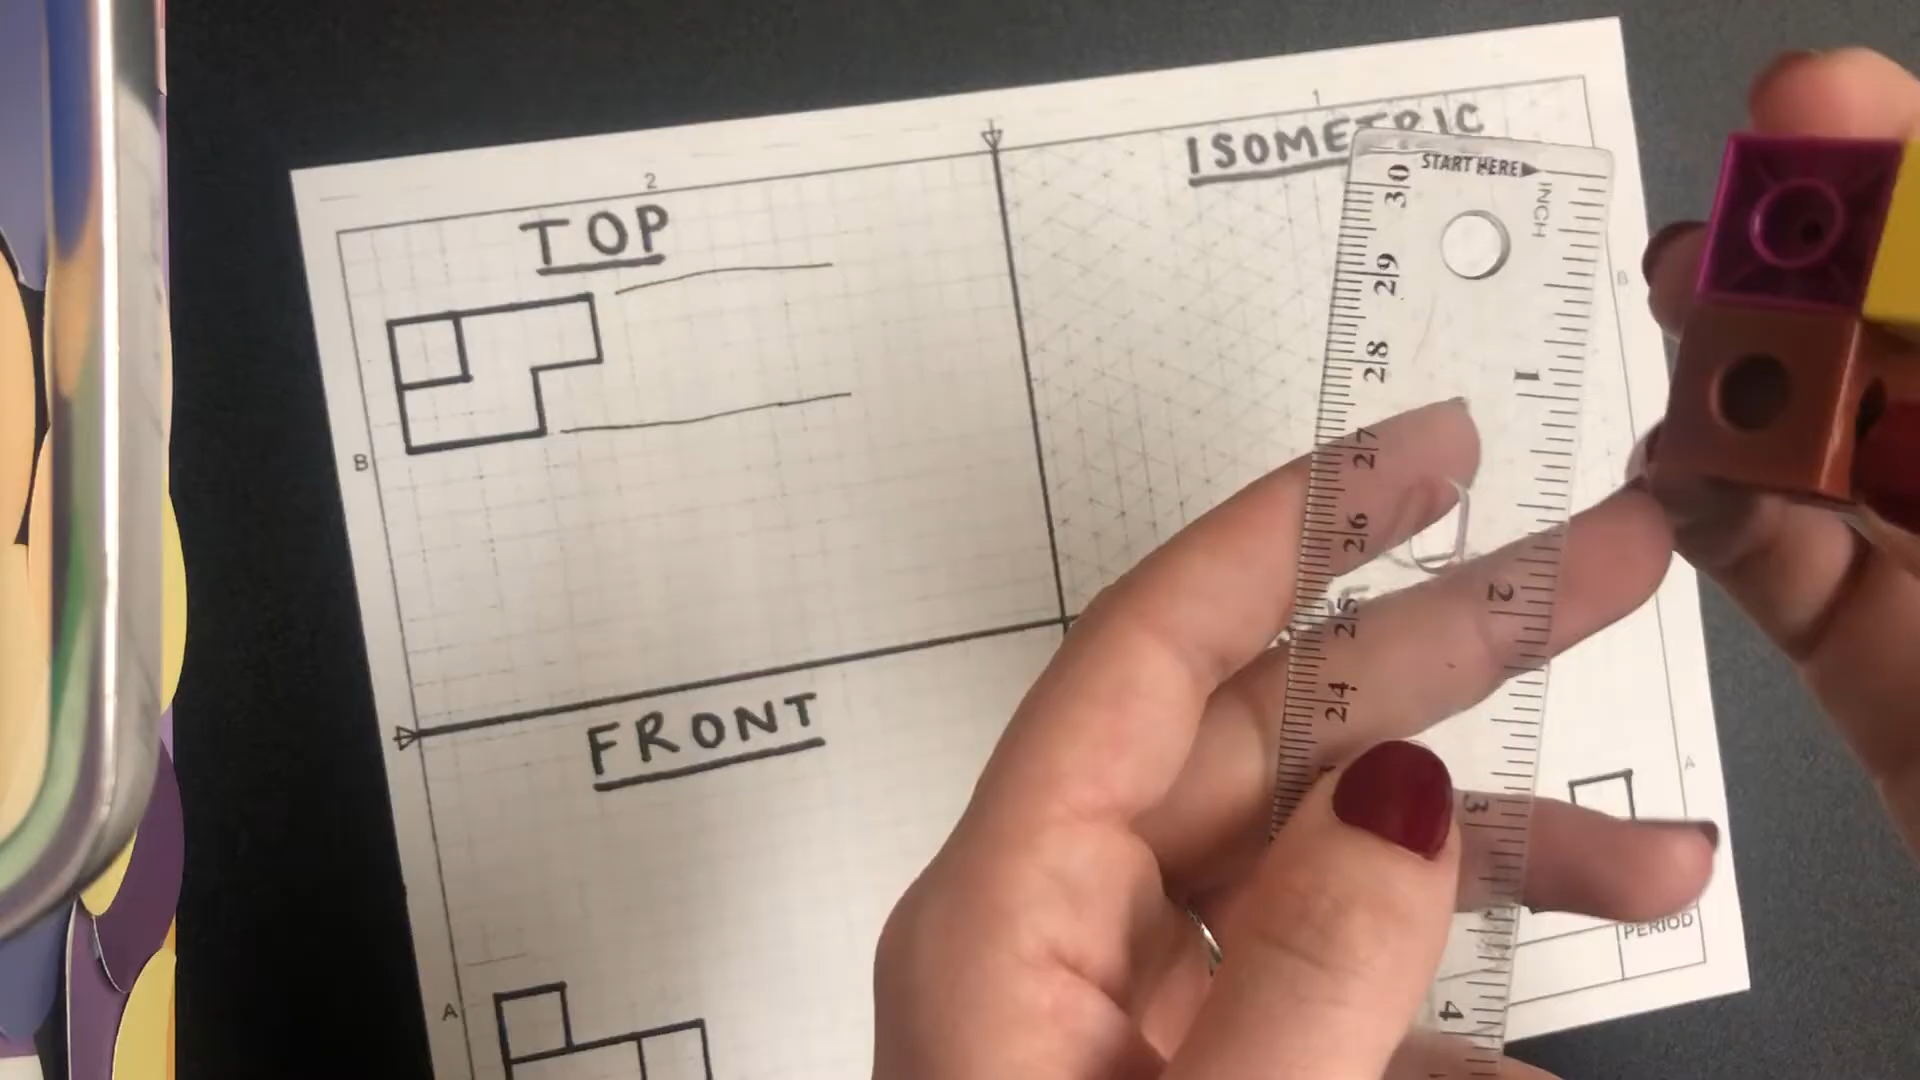 1
2
ISOMETRIC
TOP
START HERE
INCH
30
29
28
27
26
25
24
1
2
3
4
B
B
FRONT
A
A
PERIOD